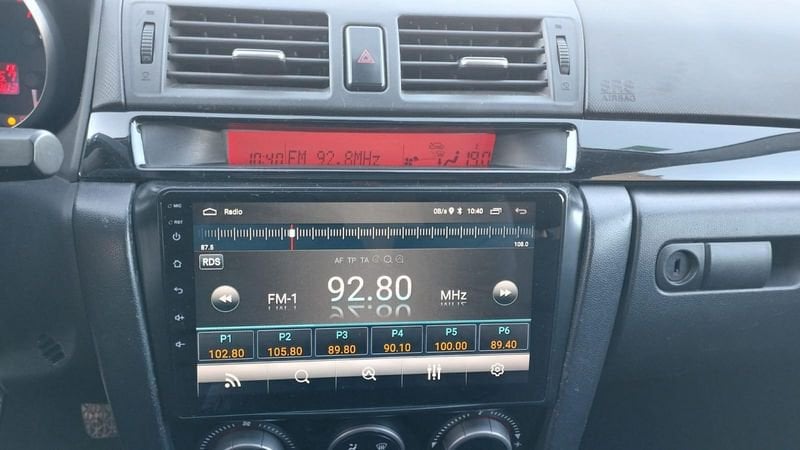 SRS
AIRBAG
10:40 FM 92.8MHz 19.0
MIC
RST
Radio 0B/s 10:40
87.5 108.0
RDS AF TP TA
FM-1 92.80 MHz
P1 P2 P3 P4 P5 P6
102.80 105.80 89.80 90.10 100.00 89.40